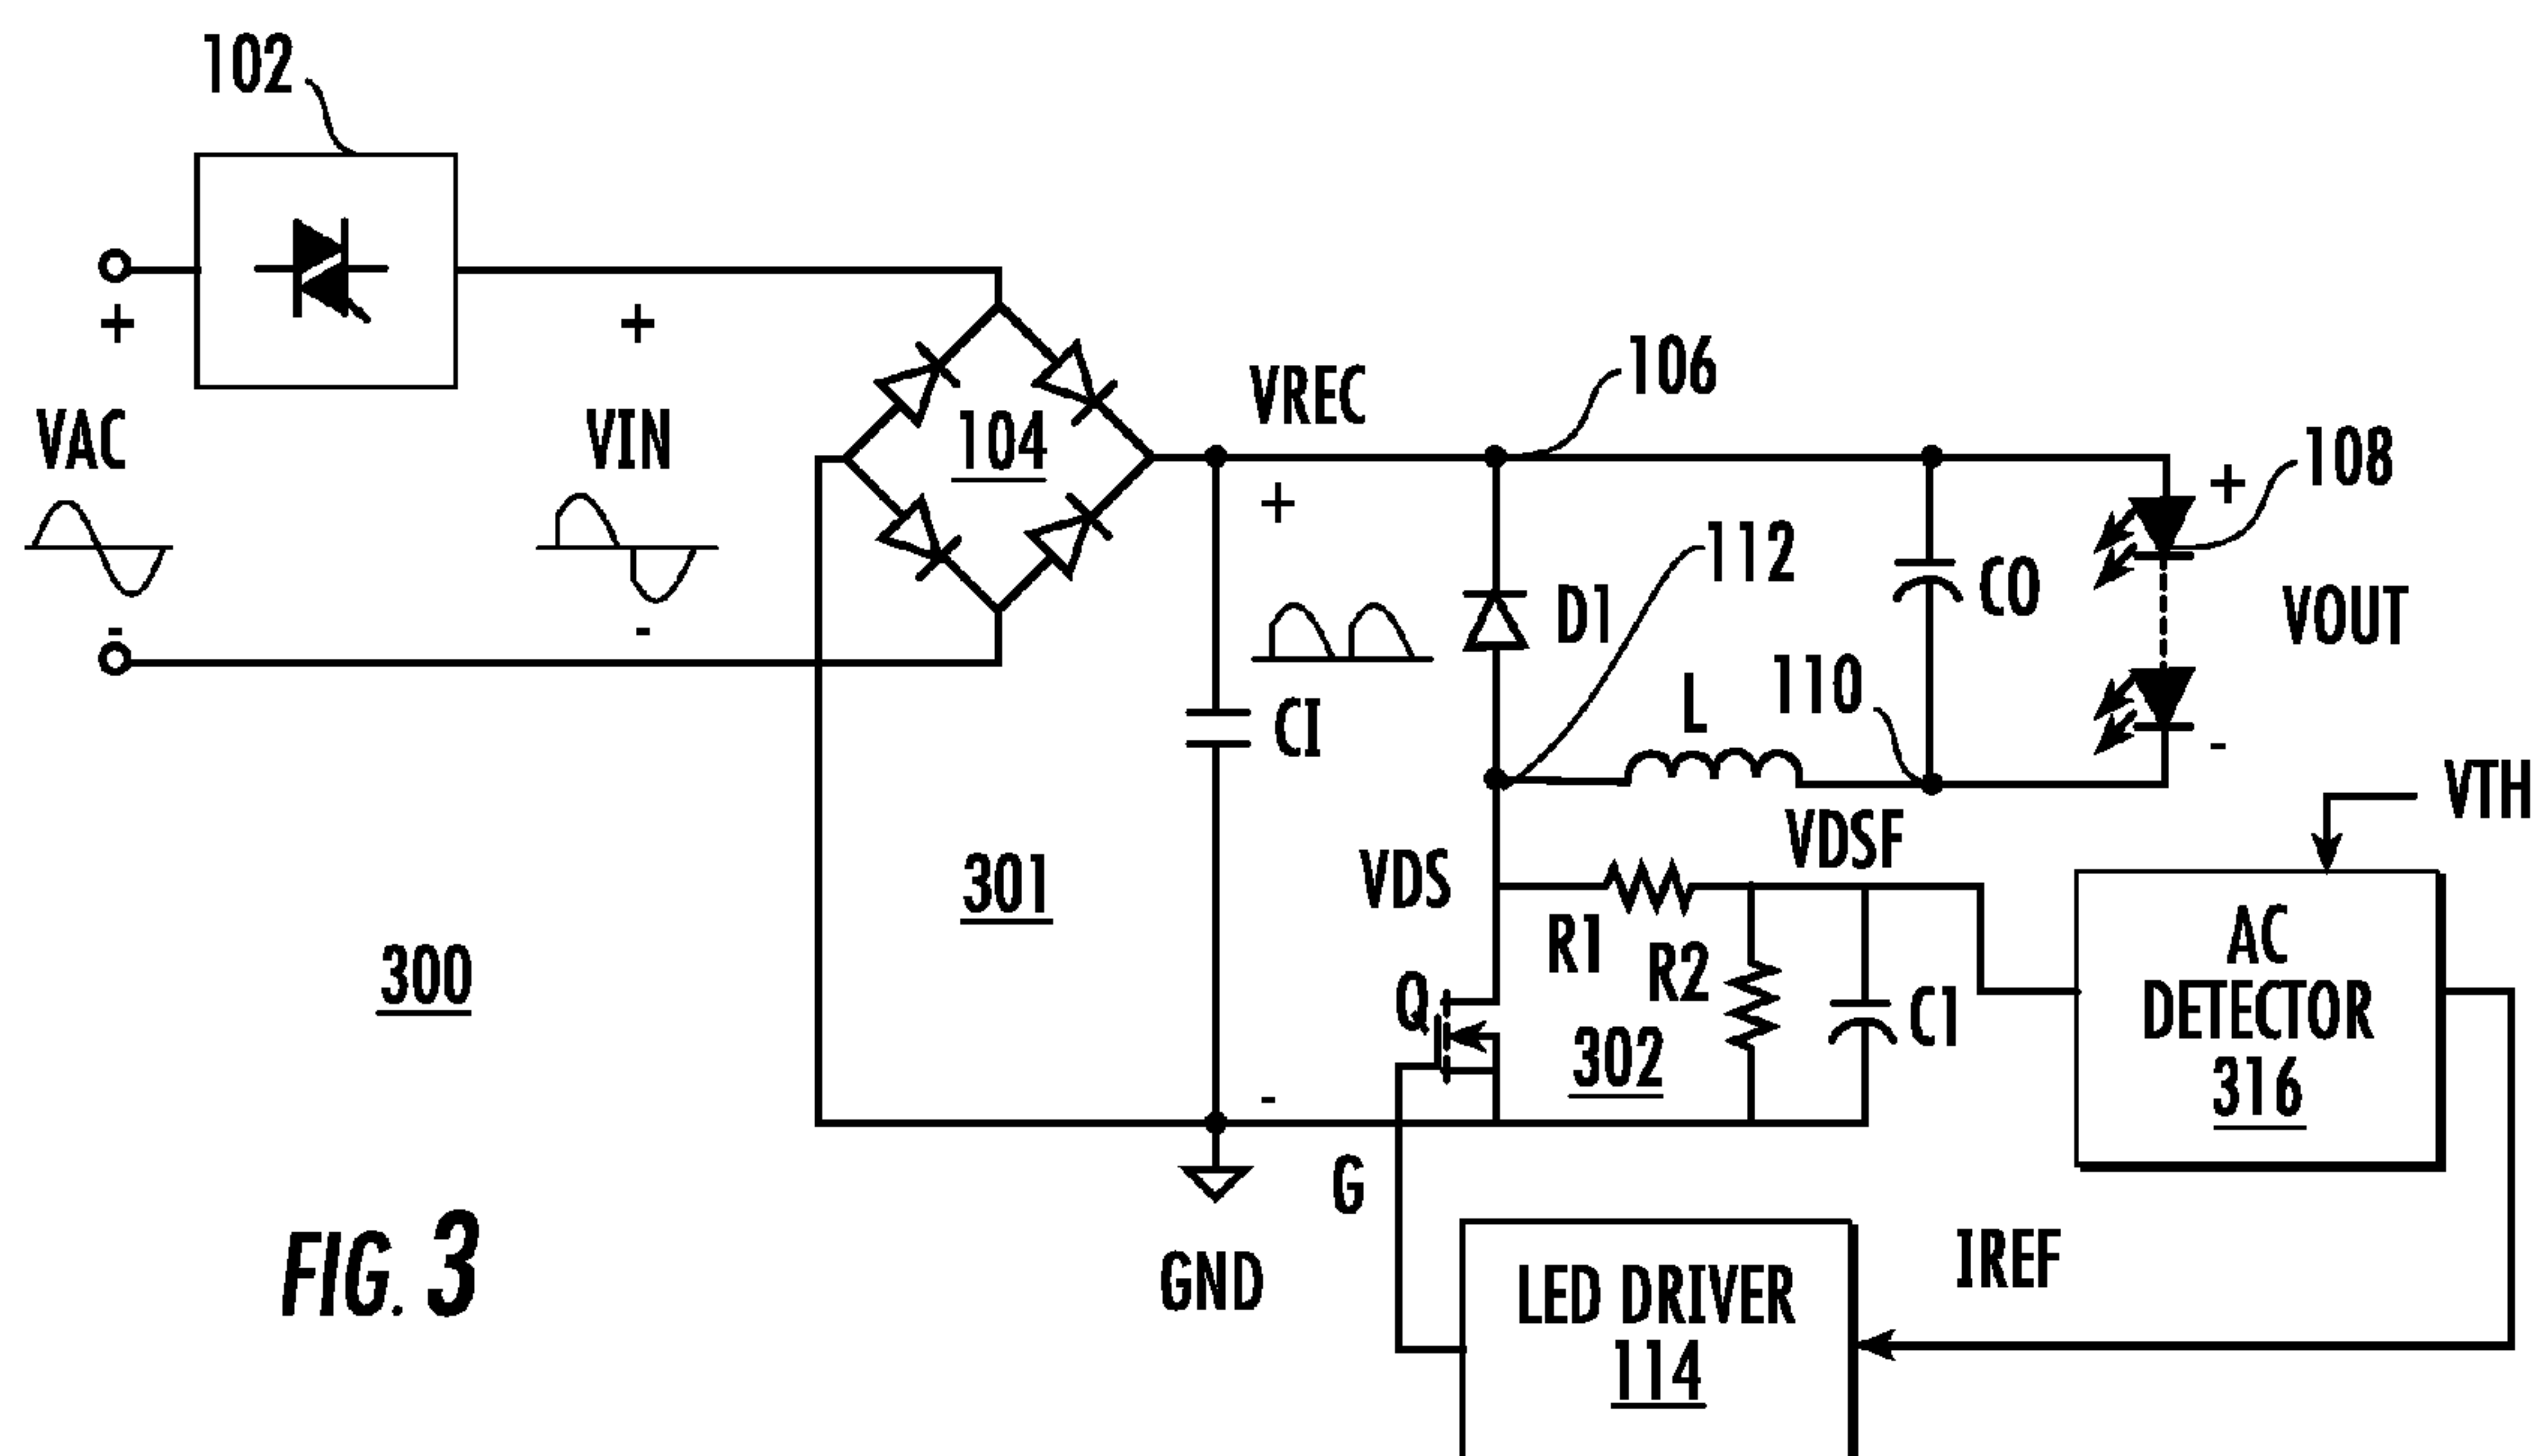 102
+
+
VAC
VIN
-
-
104
VREC
106
+
108
+
112
D1
CO
VOUT
CI
L
110
-
VTH
VDSF
VDS
301
300
R1
R2
Q
302
C1
AC
DETECTOR
316
-
G
GND
FIG. 3
LED DRIVER
114
IREF